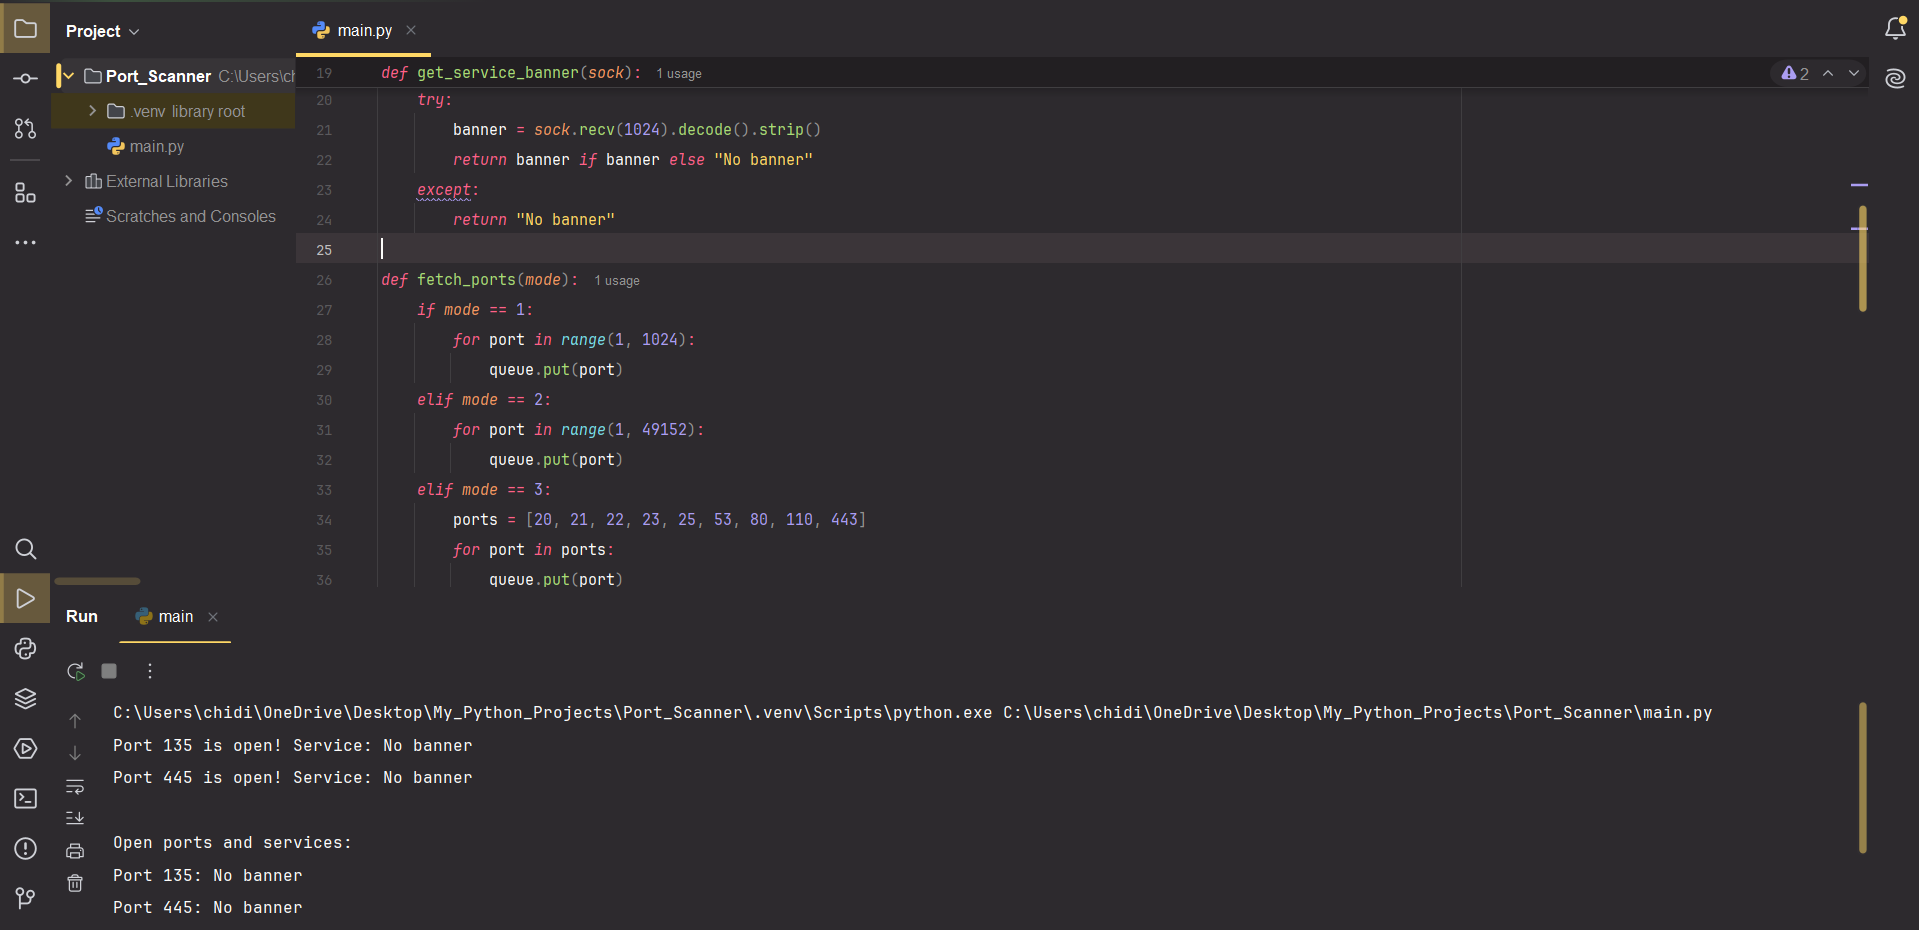 Project
main.py
Port_Scanner C:\Users\ch
.venv library root
main.py
External Libraries
Scratches and Consoles
2
19 def get_service_banner(sock): 1 usage
20 try:
21 banner = sock.recv(1024).decode().strip()
22 return banner if banner else "No banner"
23 except:
24 return "No banner"
25
26 def fetch_ports(mode): 1 usage
27 if mode == 1:
28 for port in range(1, 1024):
29 queue.put(port)
30 elif mode == 2:
31 for port in range(1, 49152):
32 queue.put(port)
33 elif mode == 3:
34 ports = [20, 21, 22, 23, 25, 53, 80, 110, 443]
35 for port in ports:
36 queue.put(port)
Run
main
C:\Users\chidi\OneDrive\Desktop\My_Python_Projects\Port_Scanner\.venv\Scripts\python.exe C:\Users\chidi\OneDrive\Desktop\My_Python_Projects\Port_Scanner\main.py
Port 135 is open! Service: No banner
Port 445 is open! Service: No banner
Open ports and services:
Port 135: No banner
Port 445: No banner